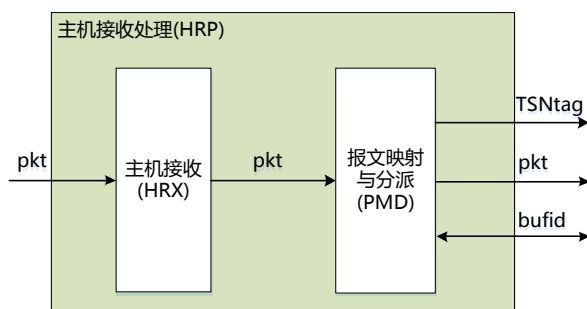 主机接收处理(HRP)
TSNtag
pkt
主机接收
(HRX)
pkt
报文映射
与分派
(PMD)
pkt
bufid